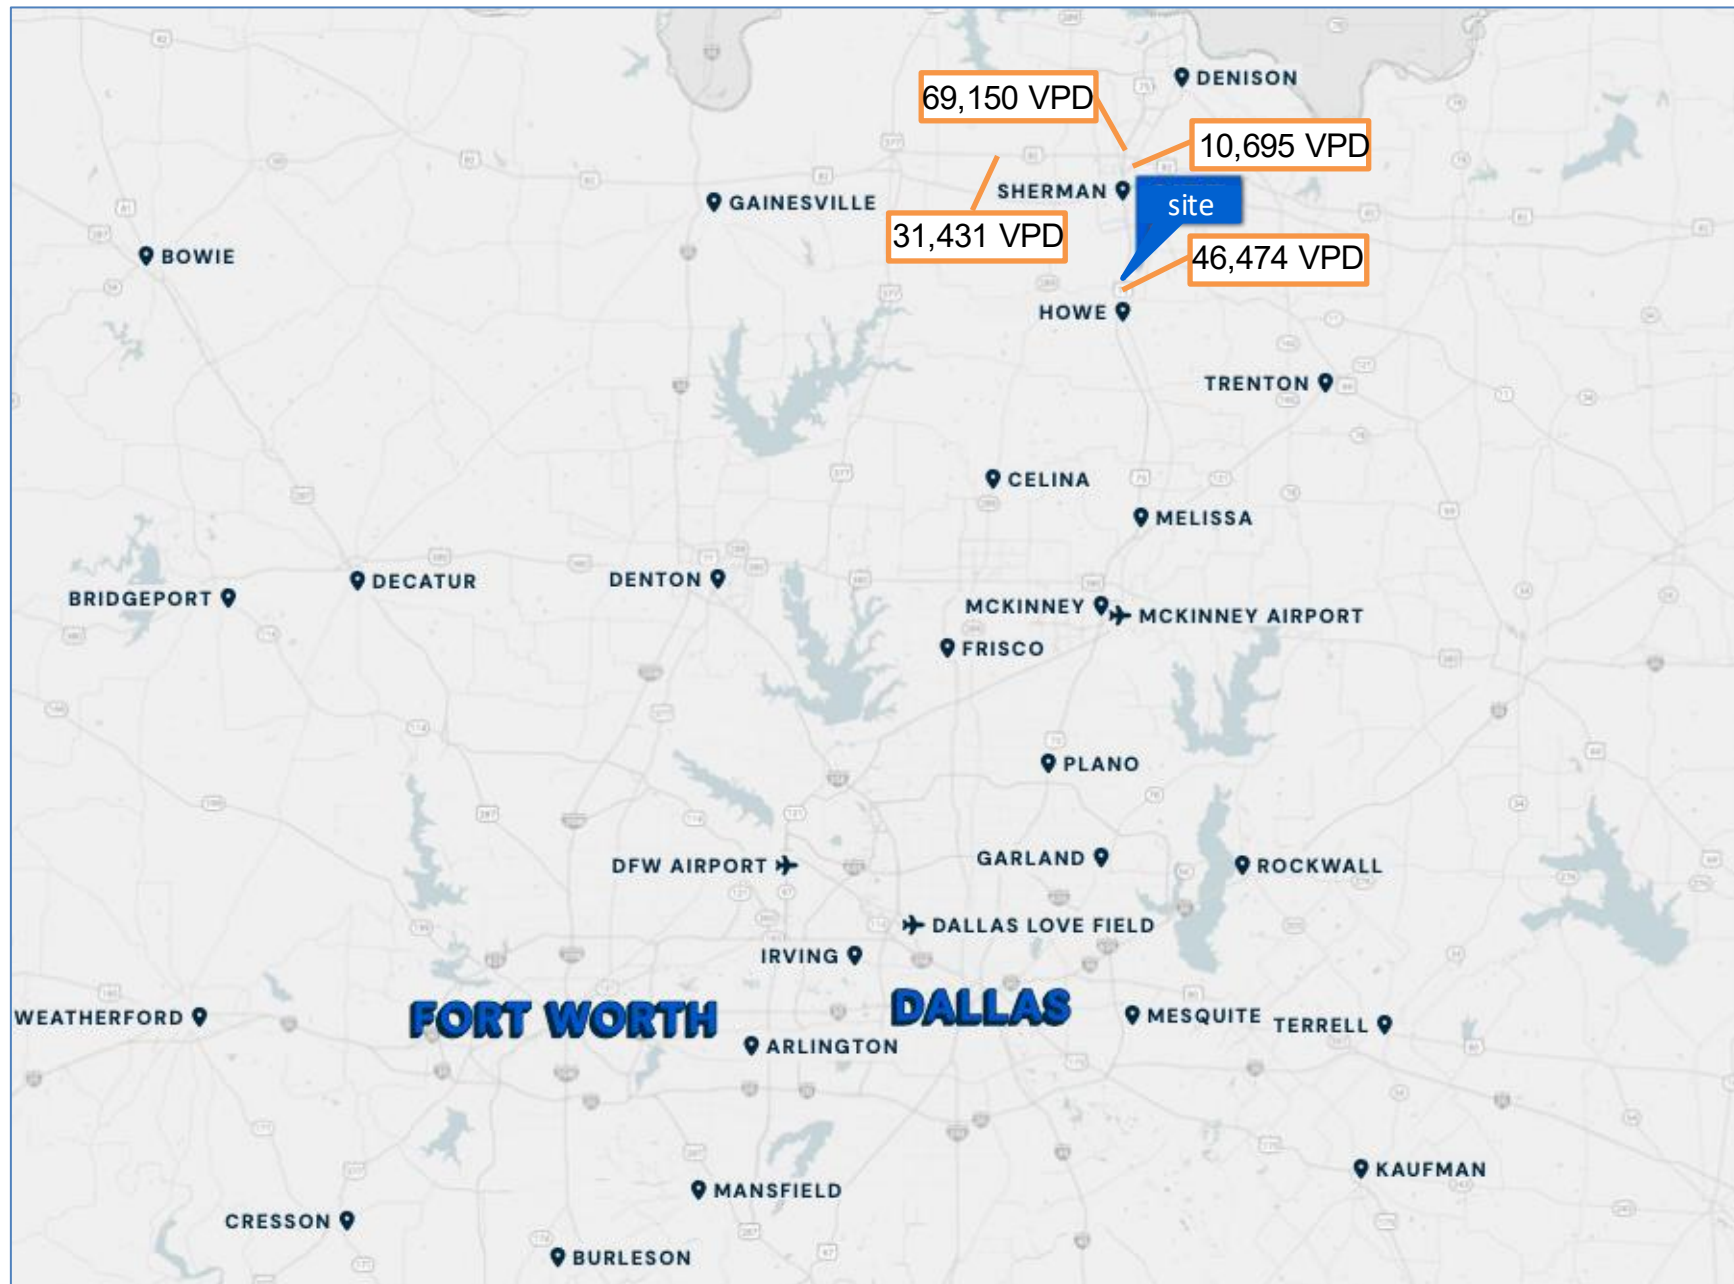 DENISON
69,150 VPD
10,695 VPD
SHERMAN
GAINESVILLE
site
31,431 VPD
BOWIE
46,474 VPD
HOWE
TRENTON
CELINA
MELISSA
DECATUR
DENTON
BRIDGEPORT
MCKINNEY
MCKINNEY AIRPORT
FRISCO
PLANO
GARLAND
DFW AIRPORT
ROCKWALL
DALLAS LOVE FIELD
IRVING
FORT WORTH
DALLAS
WEATHERFORD
MESQUITE
TERRELL
ARLINGTON
KAUFMAN
MANSFIELD
CRESSON
BURLESON